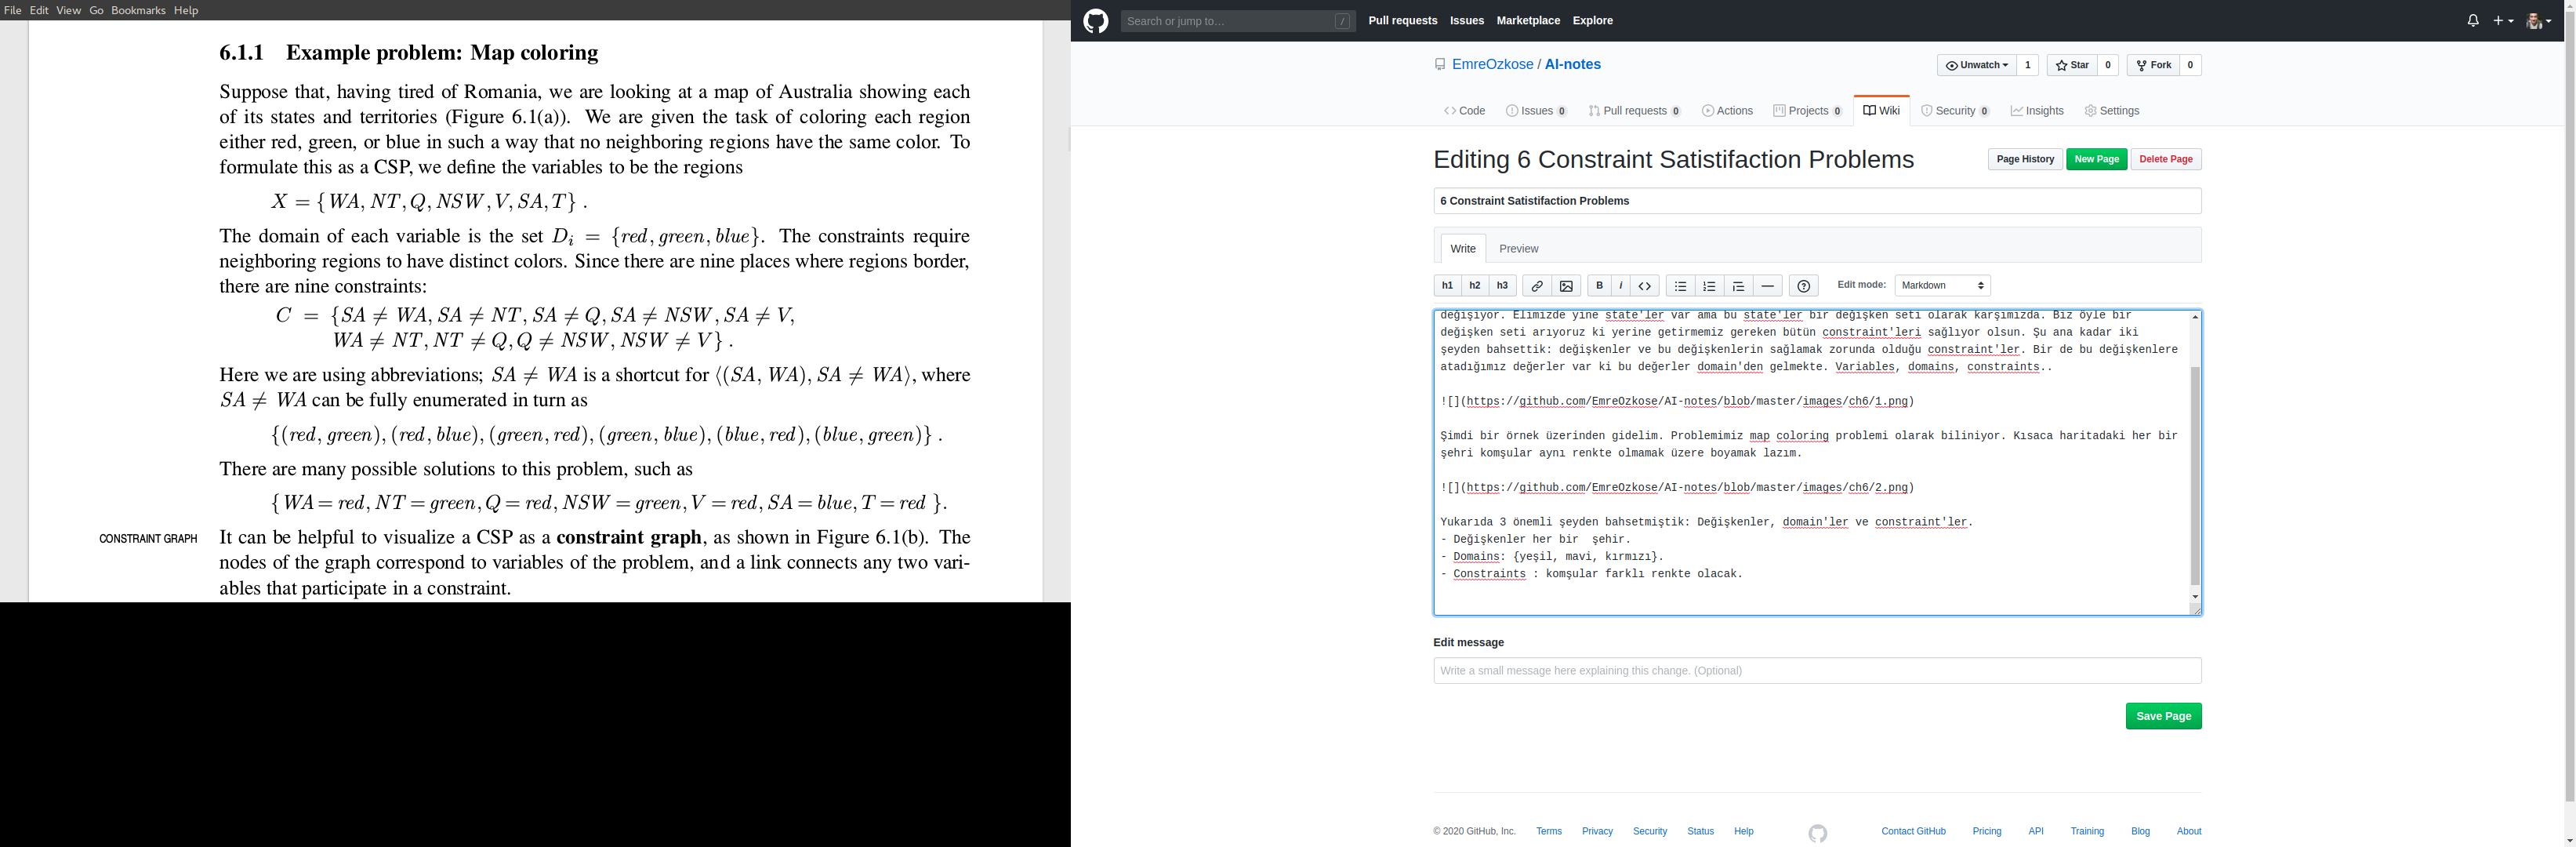 File Edit View Go Bookmarks Help
6.1.1 Example problem: Map coloring
Suppose that, having tired of Romania, we are looking at a map of Australia showing each
of its states and territories (Figure 6.1(a)). We are given the task of coloring each region
either red, green, or blue in such a way that no neighboring regions have the same color. To
formulate this as a CSP, we define the variables to be the regions
X = {WA, NT, Q, NSW, V, SA, T} .
The domain of each variable is the set Di = {red, green, blue}. The constraints require
neighboring regions to have distinct colors. Since there are nine places where regions border,
there are nine constraints:
C = {SA ≠ WA, SA ≠ NT, SA ≠ Q, SA ≠ NSW, SA ≠ V,
WA ≠ NT, NT ≠ Q, Q ≠ NSW, NSW ≠ V} .
Here we are using abbreviations; SA ≠ WA is a shortcut for ⟨(SA, WA), SA ≠ WA⟩, where
SA ≠ WA can be fully enumerated in turn as
{(red, green), (red, blue), (green, red), (green, blue), (blue, red), (blue, green)} .
There are many possible solutions to this problem, such as
{WA = red, NT = green, Q = red, NSW = green, V = red, SA = blue, T = red }.
CONSTRAINT GRAPH
It can be helpful to visualize a CSP as a constraint graph, as shown in Figure 6.1(b). The
nodes of the graph correspond to variables of the problem, and a link connects any two vari-
ables that participate in a constraint.
Search or jump to… / Pull requests Issues Marketplace Explore
EmreOzkose / AI-notes Unwatch 1 Star 0 Fork 0
Code Issues 0 Pull requests 0 Actions Projects 0 Wiki Security 0 Insights Settings
Editing 6 Constraint Satistifaction Problems Page History New Page Delete Page
6 Constraint Satistifaction Problems
Write Preview
h1 h2 h3 B i <> Edit mode: Markdown
değişiyor. Elimizde yine state'ler var ama bu state'ler bir değişken seti olarak karşımızda. Biz öyle bir
değişken seti arıyoruz ki yerine getirmemiz gereken bütün constraint'leri sağlıyor olsun. Şu ana kadar iki
şeyden bahsettik: değişkenler ve bu değişkenlerin sağlamak zorunda olduğu constraint'ler. Bir de bu değişkenlere
atadığımız değerler var ki bu değerler domain'den gelmekte. Variables, domains, constraints..
![](https://github.com/EmreOzkose/AI-notes/blob/master/images/ch6/1.png)
Şimdi bir örnek üzerinden gidelim. Problemimiz map coloring problemi olarak biliniyor. Kısaca haritadaki her bir
şehri komşular aynı renkte olmamak üzere boyamak lazım.
![](https://github.com/EmreOzkose/AI-notes/blob/master/images/ch6/2.png)
Yukarıda 3 önemli şeyden bahsetmiştik: Değişkenler, domain'ler ve constraint'ler.
- Değişkenler her bir  şehir.
- Domains: {yeşil, mavi, kırmızı}.
- Constraints : komşular farklı renkte olacak.
Edit message
Write a small message here explaining this change. (Optional)
Save Page
© 2020 GitHub, Inc. Terms Privacy Security Status Help Contact GitHub Pricing API Training Blog About